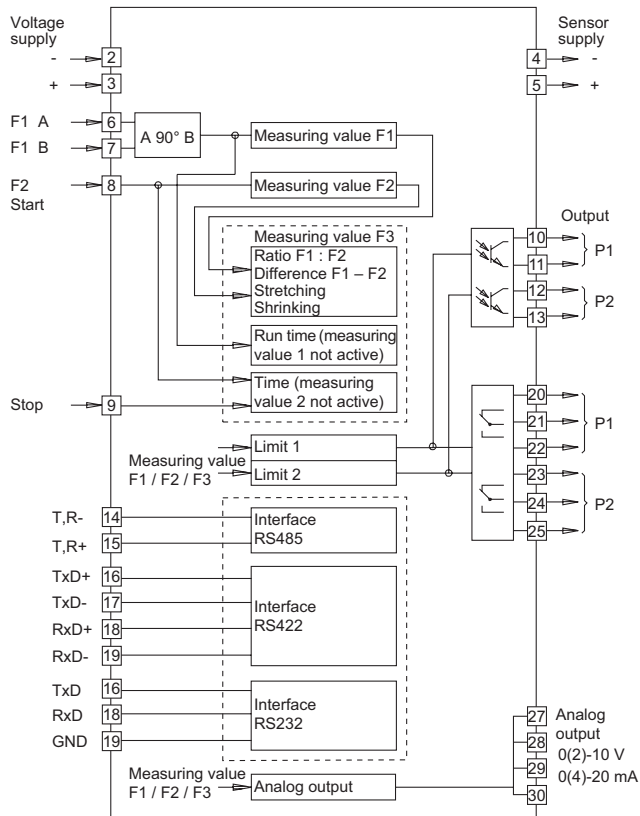 Voltage
supply
-
+
2
3
Sensor
supply
4 -
5 +
F1 A 6
F1 B 7
A 90° B
Measuring value F1
F2 8
Start
Measuring value F2
Measuring value F3
Ratio F1 : F2
Difference F1 – F2
Stretching
Shrinking
Run time (measuring
value 1 not active)
Time (measuring
value 2 not active)
Stop 9
Output
10
11
P1
12
13
P2
20
21
22
P1
23
24
25
P2
Measuring value
F1 / F2 / F3
Limit 1
Limit 2
T,R- 14
T,R+ 15
Interface
RS485
TxD+ 16
TxD- 17
RxD+ 18
RxD- 19
Interface
RS422
TxD 16
RxD 18
GND 19
Interface
RS232
Measuring value
F1 / F2 / F3
Analog output
27
28
29
30
Analog
output
0(2)-10 V
0(4)-20 mA